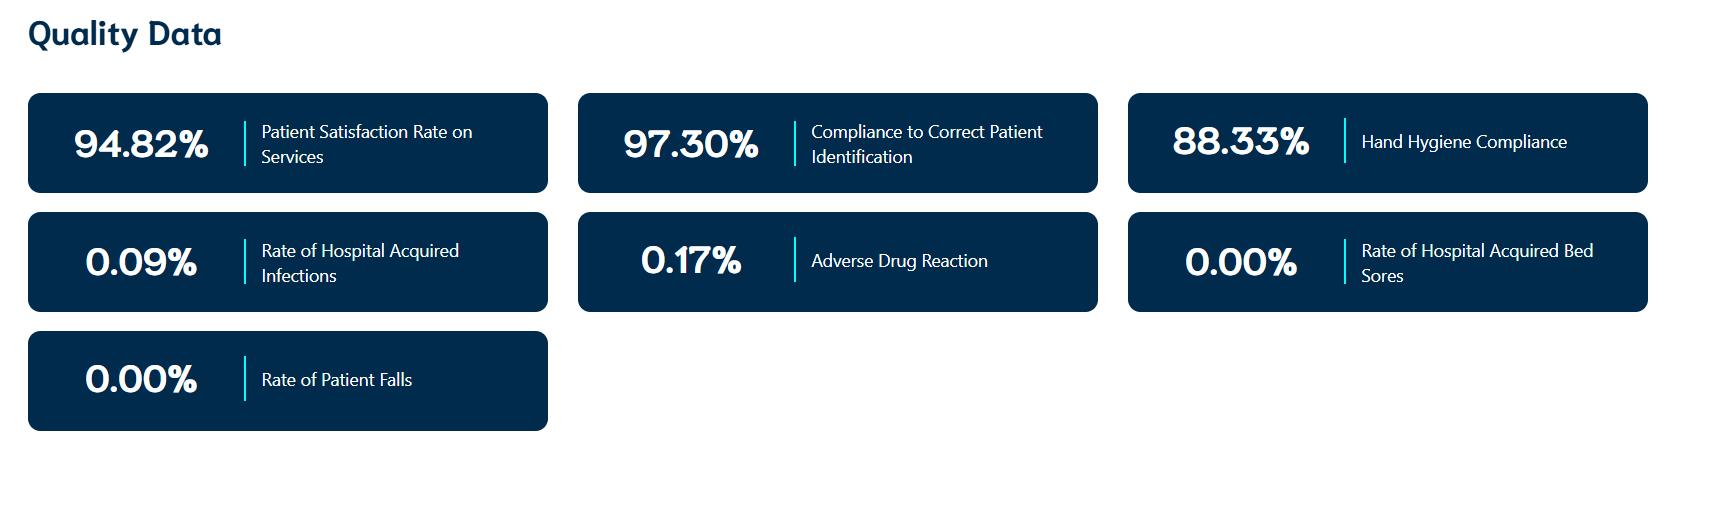 Quality Data
94.82%
Patient Satisfaction Rate on
Services
97.30%
Compliance to Correct Patient
Identification
88.33%
Hand Hygiene Compliance
0.09%
Rate of Hospital Acquired
Infections
0.17%
Adverse Drug Reaction
0.00%
Rate of Hospital Acquired Bed
Sores
0.00%
Rate of Patient Falls